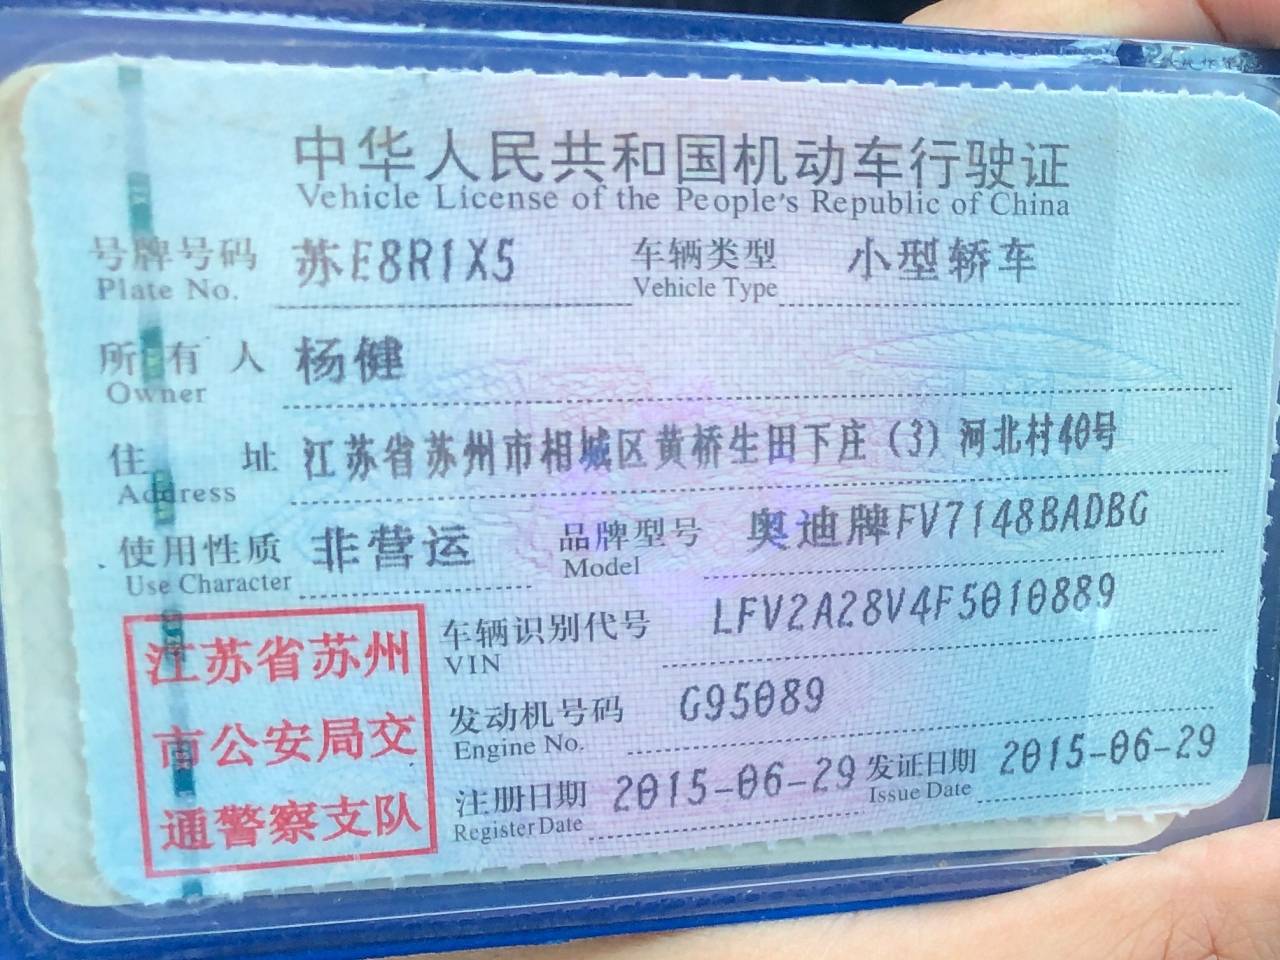 中华人民共和国机动车行驶证
Vehicle License of the People's Republic of China
号牌号码 苏E8R1X5 车辆类型 小型轿车
Plate No. Vehicle Type
所有人 杨健
Owner
住址 江苏省苏州市相城区黄桥生田下庄（3）河北村40号
Address
使用性质 非营运 品牌型号 奥迪牌FV7148BADBG
Use Character Model
车辆识别代号 LFV2A28V4F5010889
VIN
发动机号码 G95089
Engine No.
注册日期 2015-06-29 发证日期 2015-06-29
Register Date Issue Date
江苏省苏州
市公安局交
通警察支队